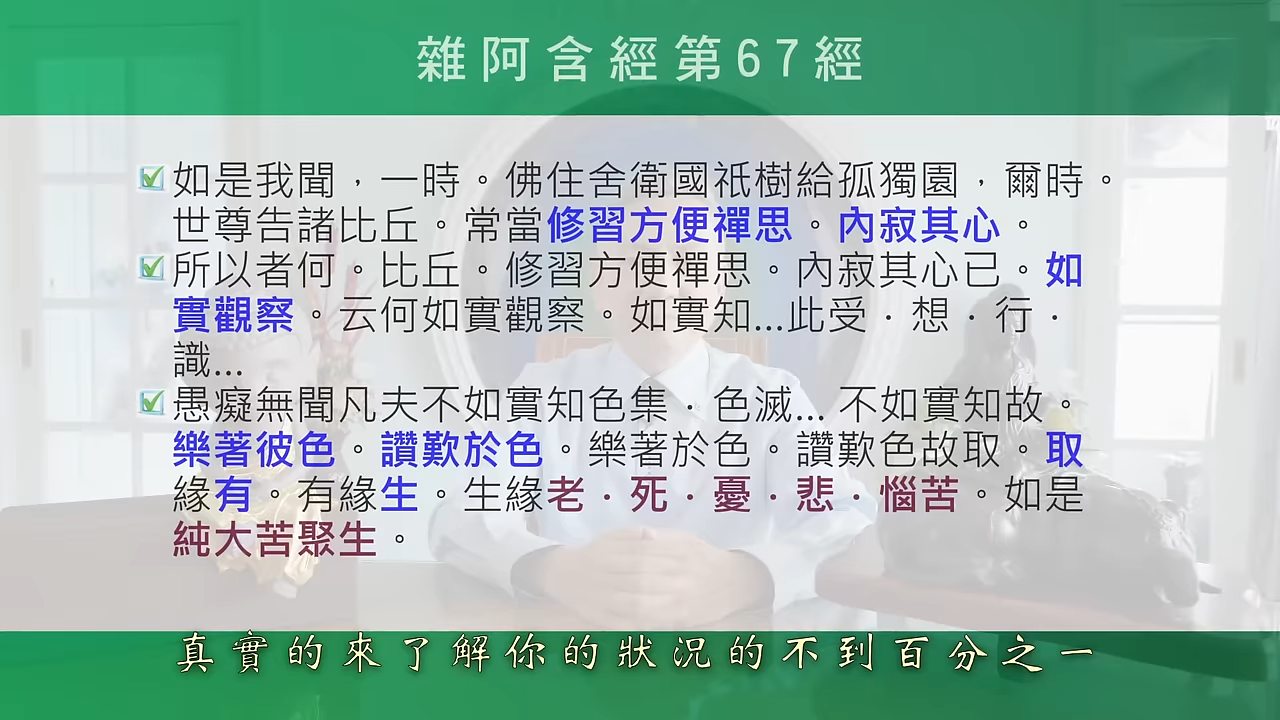 雜阿含經第67經
如是我聞，一時。佛住舍衛國祇樹給孤獨園，爾時。
世尊告諸比丘。常當修習方便禪思。內寂其心。
所以者何。比丘。修習方便禪思。內寂其心已。如
實觀察。云何如實觀察。如實知...此受．想．行．
識...
愚癡無聞凡夫不如實知色集．色滅... 不如實知故。
樂著彼色。讚歎於色。樂著於色。讚歎色故取。取
緣有。有緣生。生緣老．死．憂．悲．惱苦。如是
純大苦聚生。
真實的來了解你的狀況的不到百分之一